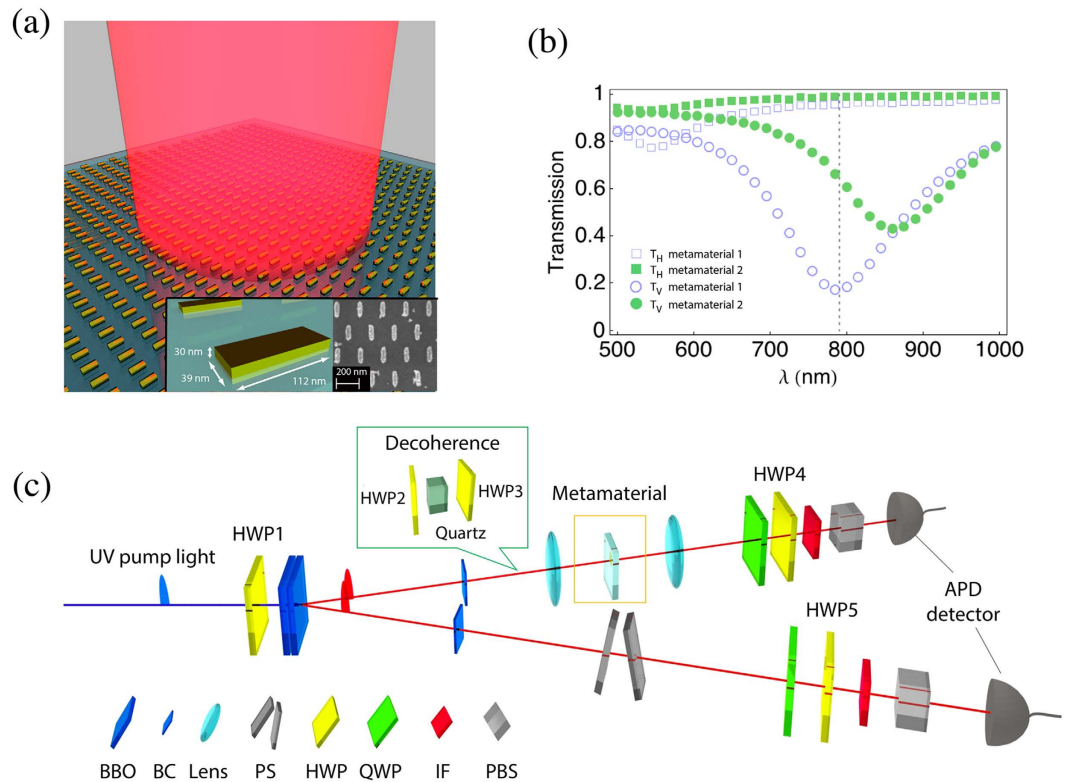 (a)
30 nm
39 nm
112 nm
200 nm
(b)
Transmission
1
0.8
0.6
0.4
0.2
0
T_H metamaterial 1
T_H metamaterial 2
T_V metamaterial 1
T_V metamaterial 2
500 600 700 800 900 1000
λ (nm)
(c)
Decoherence
HWP2
HWP3
Quartz
Metamaterial
HWP4
UV pump light
HWP1
APD
detector
HWP5
BBO BC Lens PS HWP QWP IF PBS